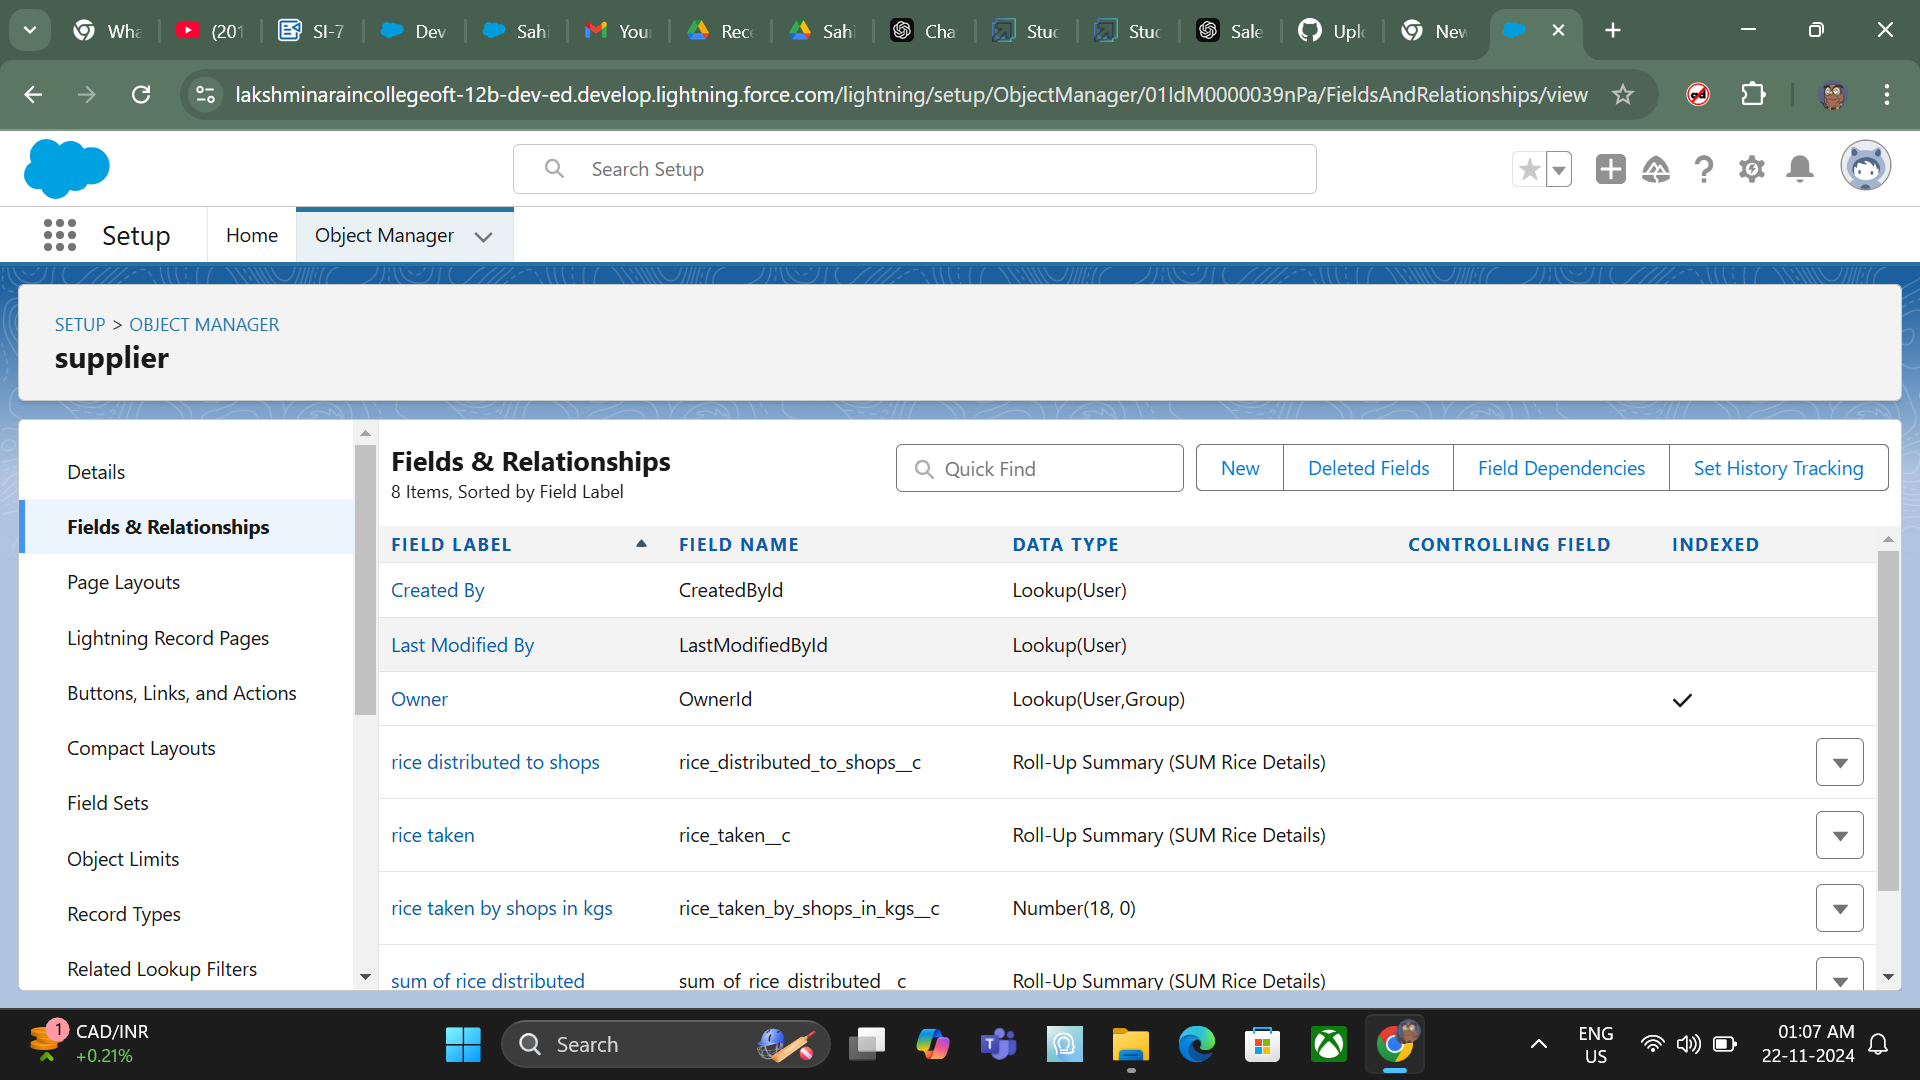 Wha
(201
SI-7
Dev
Sahi
You
Rec
Sahi
Cha
Stuc
Stuc
Sale
Uplo
New
lakshminaraincollegeoft-12b-dev-ed.develop.lightning.force.com/lightning/setup/ObjectManager/01IdM0000039nPa/FieldsAndRelationships/view
Search Setup
Setup
Home
Object Manager
SETUP > OBJECT MANAGER
supplier
Details
Fields & Relationships
Page Layouts
Lightning Record Pages
Buttons, Links, and Actions
Compact Layouts
Field Sets
Object Limits
Record Types
Related Lookup Filters
Fields & Relationships
8 Items, Sorted by Field Label
Quick Find
New
Deleted Fields
Field Dependencies
Set History Tracking
FIELD LABEL FIELD NAME DATA TYPE CONTROLLING FIELD INDEXED
Created By CreatedById Lookup(User)
Last Modified By LastModifiedById Lookup(User)
Owner OwnerId Lookup(User,Group)
rice distributed to shops rice_distributed_to_shops__c Roll-Up Summary (SUM Rice Details)
rice taken rice_taken__c Roll-Up Summary (SUM Rice Details)
rice taken by shops in kgs rice_taken_by_shops_in_kgs__c Number(18, 0)
sum of rice distributed sum_of_rice_distributed__c Roll-Up Summary (SUM Rice Details)
1
CAD/INR
+0.21%
Search
ENG
US
01:07 AM
22-11-2024